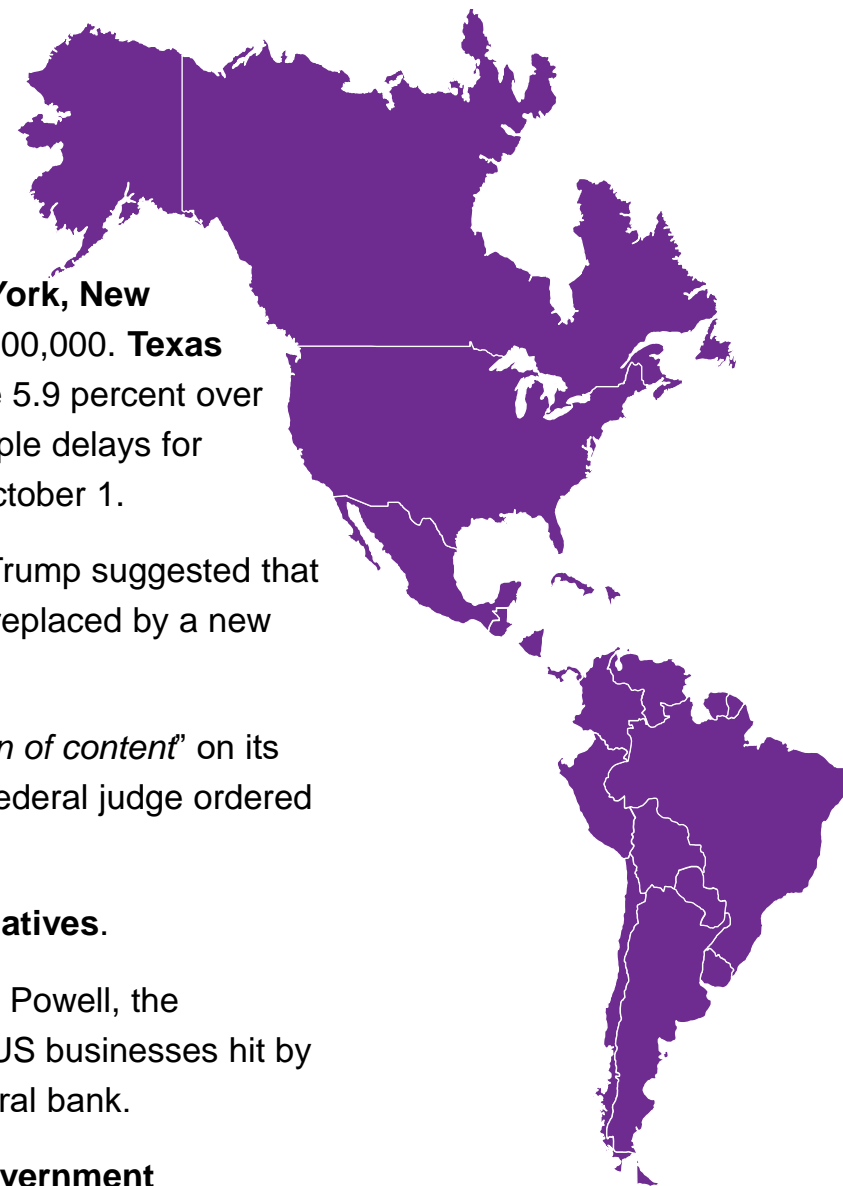 York, New
00,000. Texas
5.9 percent over
ple delays for
ctober 1.
Trump suggested that
replaced by a new
n of content” on its
ederal judge ordered
atives.
Powell, the
US businesses hit by
ral bank.
vernment